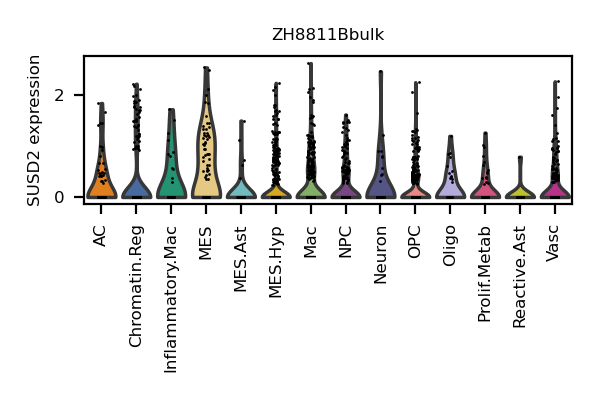 ZH8811Bbulk
SUSD2 expression
2
0
AC
Chromatin.Reg
Inflammatory.Mac
MES
MES.Ast
MES.Hyp
Mac
NPC
Neuron
OPC
Oligo
Prolif.Metab
Reactive.Ast
Vasc